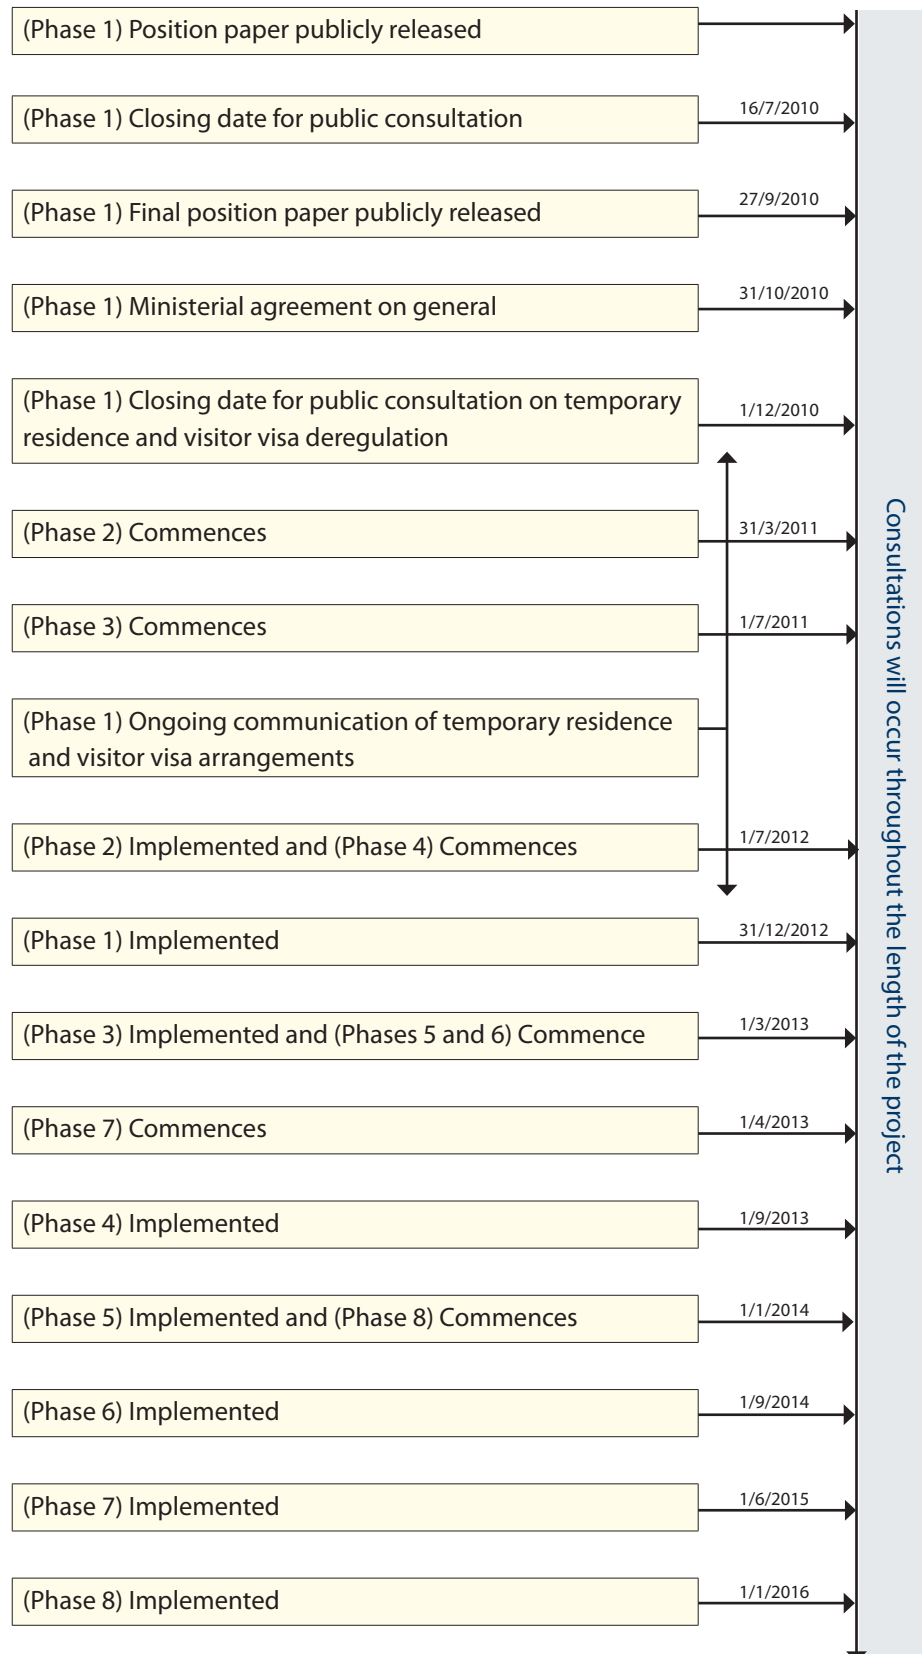 (Phase 1) Position paper publicly released
(Phase 1) Closing date for public consultation
16/7/2010
(Phase 1) Final position paper publicly released
27/9/2010
(Phase 1) Ministerial agreement on general
31/10/2010
(Phase 1) Closing date for public consultation on temporary
residence and visitor visa deregulation
1/12/2010
(Phase 2) Commences
31/3/2011
(Phase 3) Commences
1/7/2011
(Phase 1) Ongoing communication of temporary residence
and visitor visa arrangements
(Phase 2) Implemented and (Phase 4) Commences
1/7/2012
(Phase 1) Implemented
31/12/2012
(Phase 3) Implemented and (Phases 5 and 6) Commence
1/3/2013
(Phase 7) Commences
1/4/2013
(Phase 4) Implemented
1/9/2013
(Phase 5) Implemented and (Phase 8) Commences
1/1/2014
(Phase 6) Implemented
1/9/2014
(Phase 7) Implemented
1/6/2015
(Phase 8) Implemented
1/1/2016
Consultations will occur throughout the length of the project